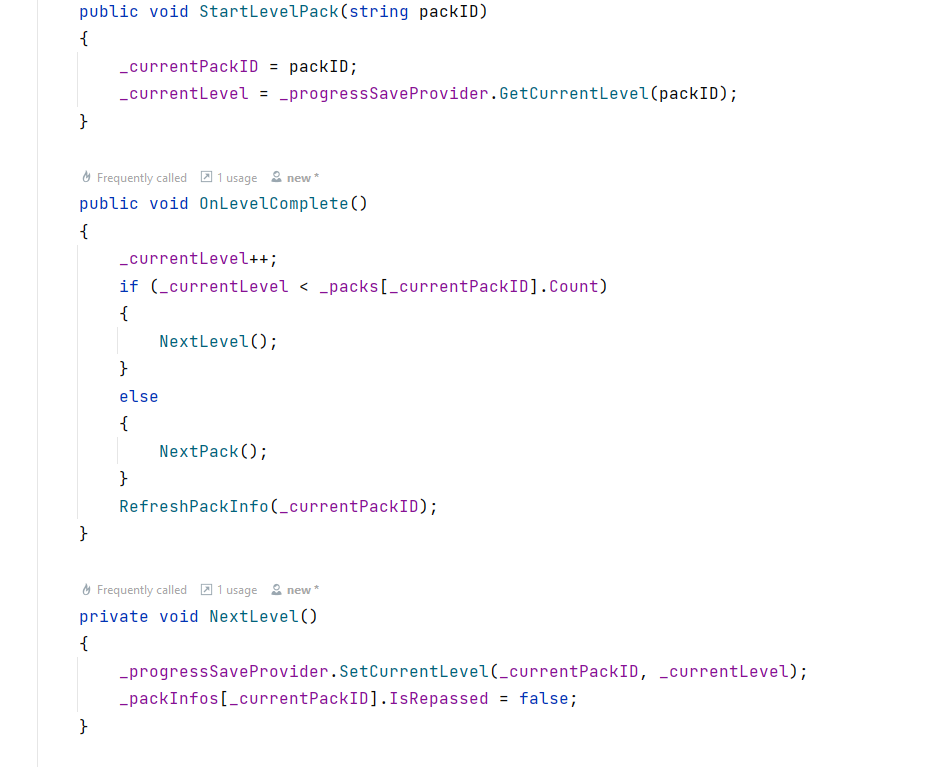 public void StartLevelPack(string packID)
{
    _currentPackID = packID;
    _currentLevel = _progressSaveProvider.GetCurrentLevel(packID);
}
Frequently called 1 usage new *
public void OnLevelComplete()
{
    _currentLevel++;
    if (_currentLevel < _packs[_currentPackID].Count)
    {
        NextLevel();
    }
    else
    {
        NextPack();
    }
    RefreshPackInfo(_currentPackID);
}
Frequently called 1 usage new *
private void NextLevel()
{
    _progressSaveProvider.SetCurrentLevel(_currentPackID, _currentLevel);
    _packInfos[_currentPackID].IsRepassed = false;
}